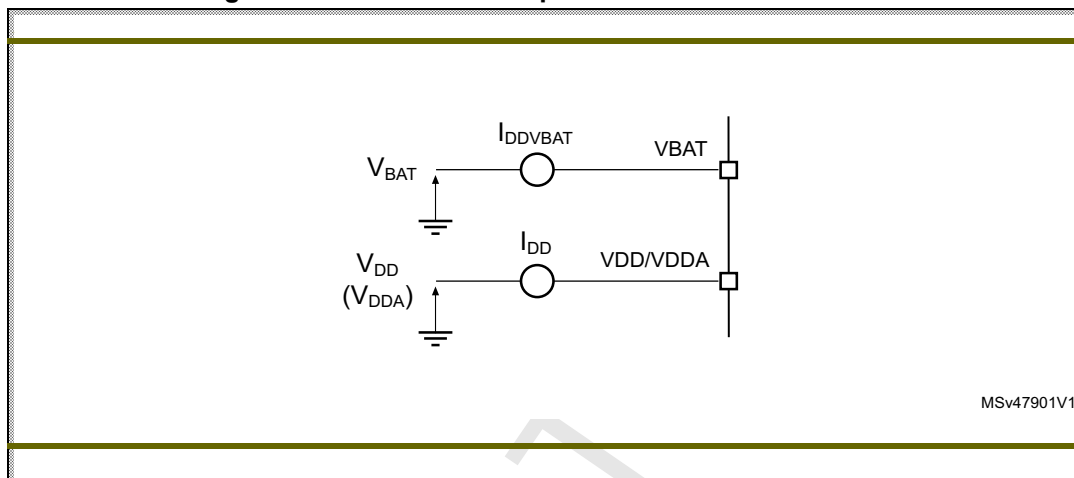 I_DDVBAT
VBAT
V_BAT
I_DD
VDD/VDDA
V_DD
(V_DDA)
MSv47901V1